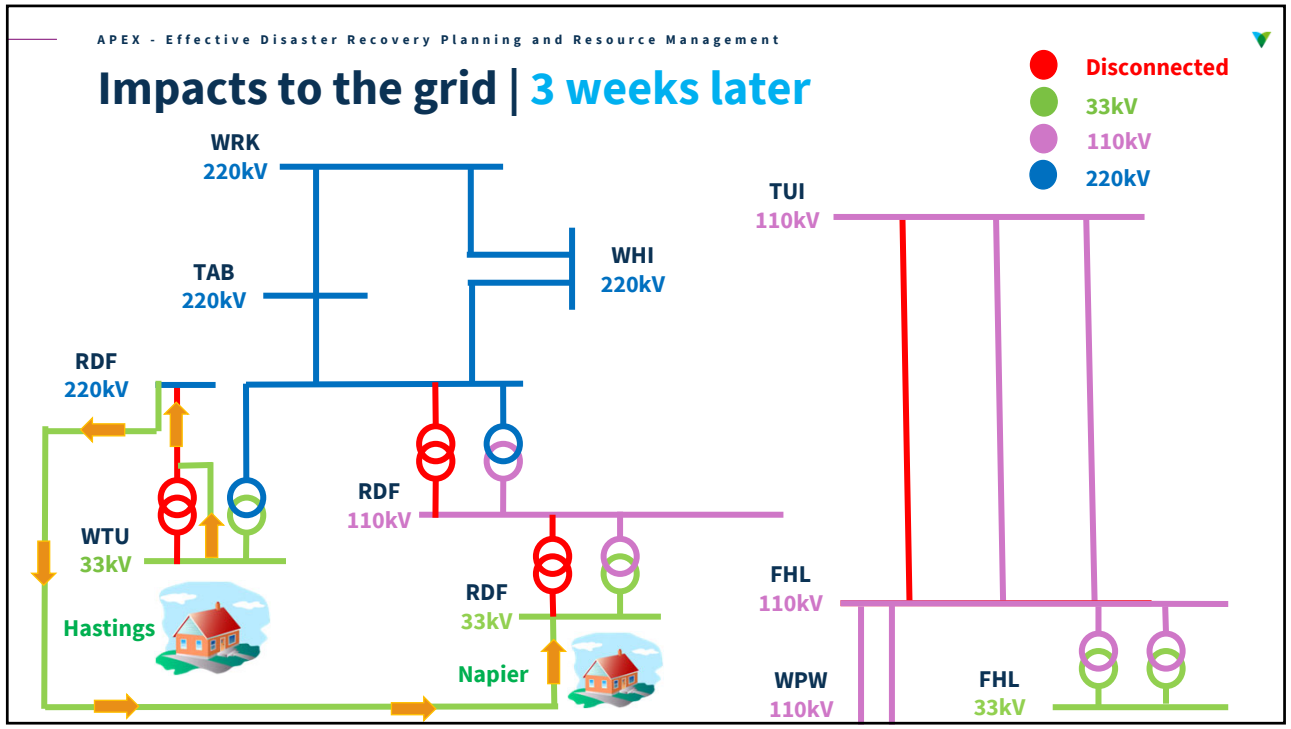 APEX - Effective Disaster Recovery Planning and Resource Management
Impacts to the grid | 3 weeks later
Disconnected
33kV
110kV
220kV
WRK
220kV
TUI
110kV
TAB
220kV
WHI
220kV
RDF
220kV
RDF
110kV
WTU
33kV
FHL
110kV
RDF
33kV
Hastings
Napier
WPW
110kV
FHL
33kV